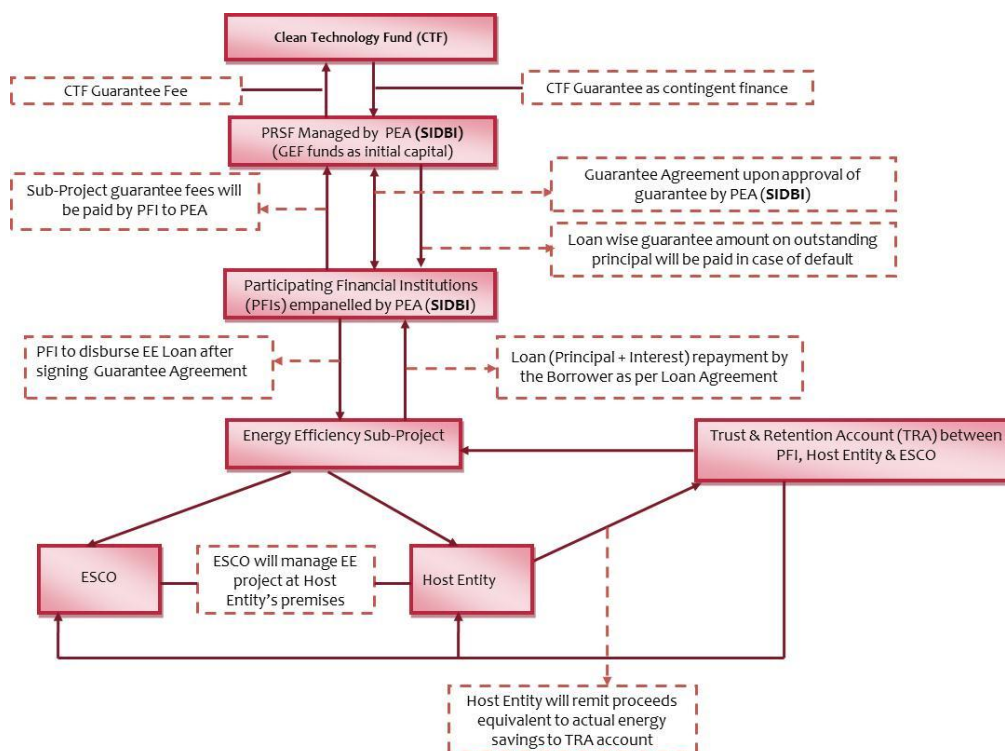 Clean Technology Fund (CTF)
CTF Guarantee Fee
CTF Guarantee as contingent finance
PRSF Managed by PEA (SIDBI)
(GEF funds as initial capital)
Sub-Project guarantee fees will
be paid by PFI to PEA
Guarantee Agreement upon approval of
guarantee by PEA (SIDBI)
Loan wise guarantee amount on outstanding
principal will be paid in case of default
Participating Financial Institutions
(PFIs) empanelled by PEA (SIDBI)
PFI to disburse EE Loan after
signing Guarantee Agreement
Loan (Principal + Interest) repayment by
the Borrower as per Loan Agreement
Energy Efficiency Sub-Project
Trust & Retention Account (TRA) between
PFI, Host Entity & ESCO
ESCO
ESCO will manage EE
project at Host
Entity's premises
Host Entity
Host Entity will remit proceeds
equivalent to actual energy
savings to TRA account